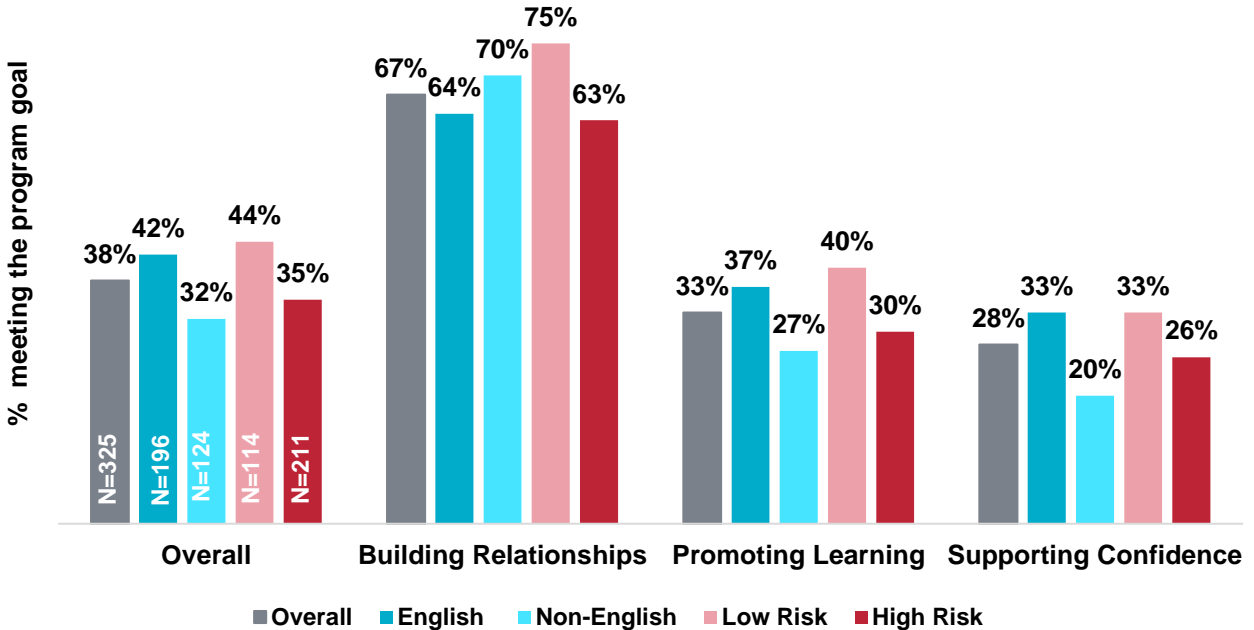 % meeting the program goal
38%
42%
32%
44%
35%
67%
64%
70%
75%
63%
33%
37%
27%
40%
30%
28%
33%
20%
33%
26%
N=325
N=196
N=124
N=114
N=211
Overall
Building Relationships
Promoting Learning
Supporting Confidence
Overall
English
Non-English
Low Risk
High Risk